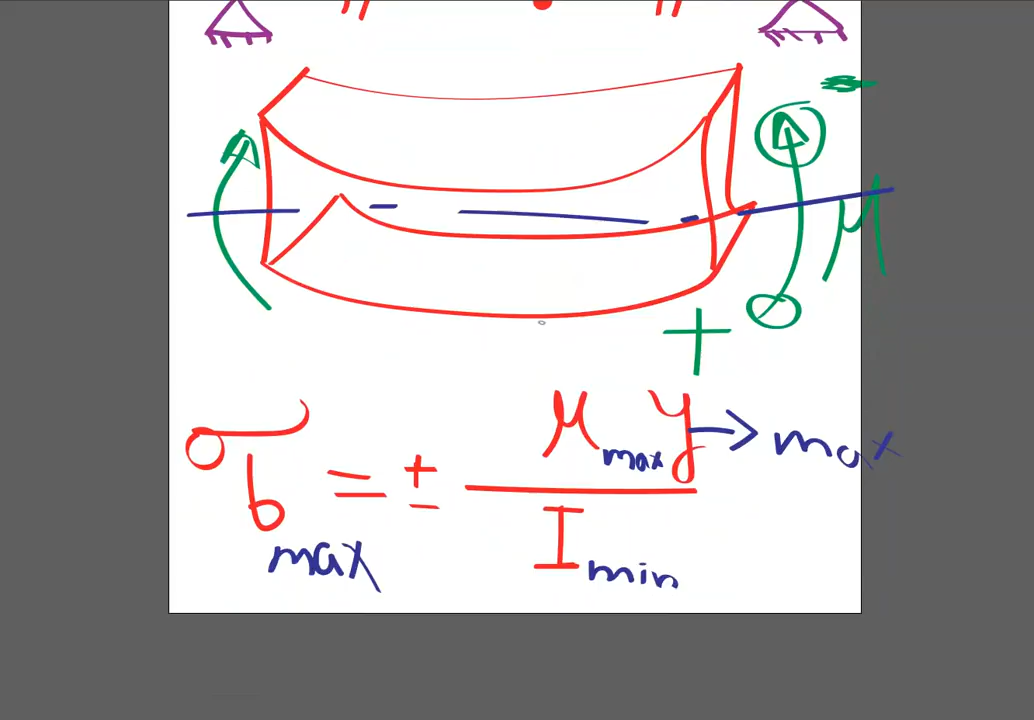 M
+
σb max = ± M max y → max
I min